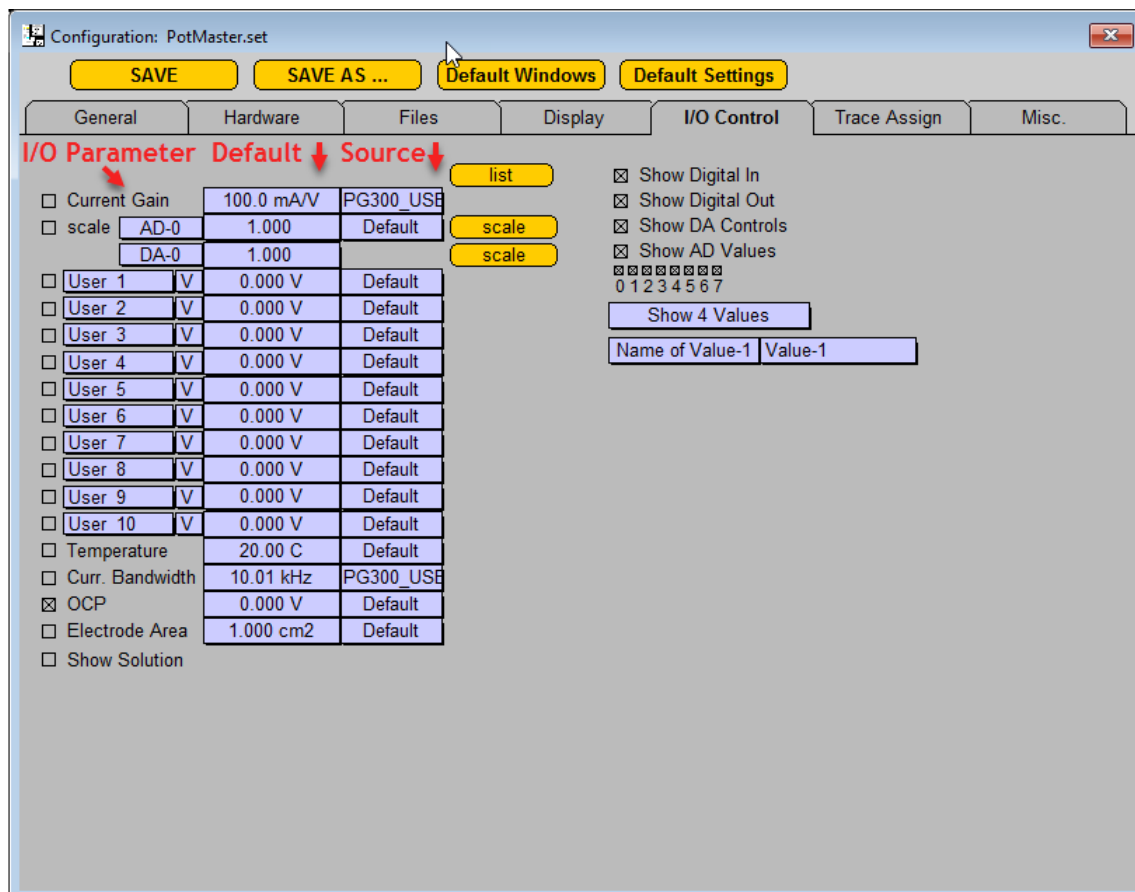 Configuration: PotMaster.set
SAVE SAVE AS ... Default Windows Default Settings
General Hardware Files Display I/O Control Trace Assign Misc.
I/O Parameter Default Source
list
Show Digital In
Current Gain 100.0 mA/V PG300_USB
Show Digital Out
scale AD-0 1.000 Default scale
Show DA Controls
DA-0 1.000 scale
Show AD Values
0 1 2 3 4 5 6 7
User 1 V 0.000 V Default
User 2 V 0.000 V Default
Show 4 Values
User 3 V 0.000 V Default
Name of Value-1 Value-1
User 4 V 0.000 V Default
User 5 V 0.000 V Default
User 6 V 0.000 V Default
User 7 V 0.000 V Default
User 8 V 0.000 V Default
User 9 V 0.000 V Default
User 10 V 0.000 V Default
Temperature 20.00 C Default
Curr. Bandwidth 10.01 kHz PG300_USB
OCP 0.000 V Default
Electrode Area 1.000 cm2 Default
Show Solution